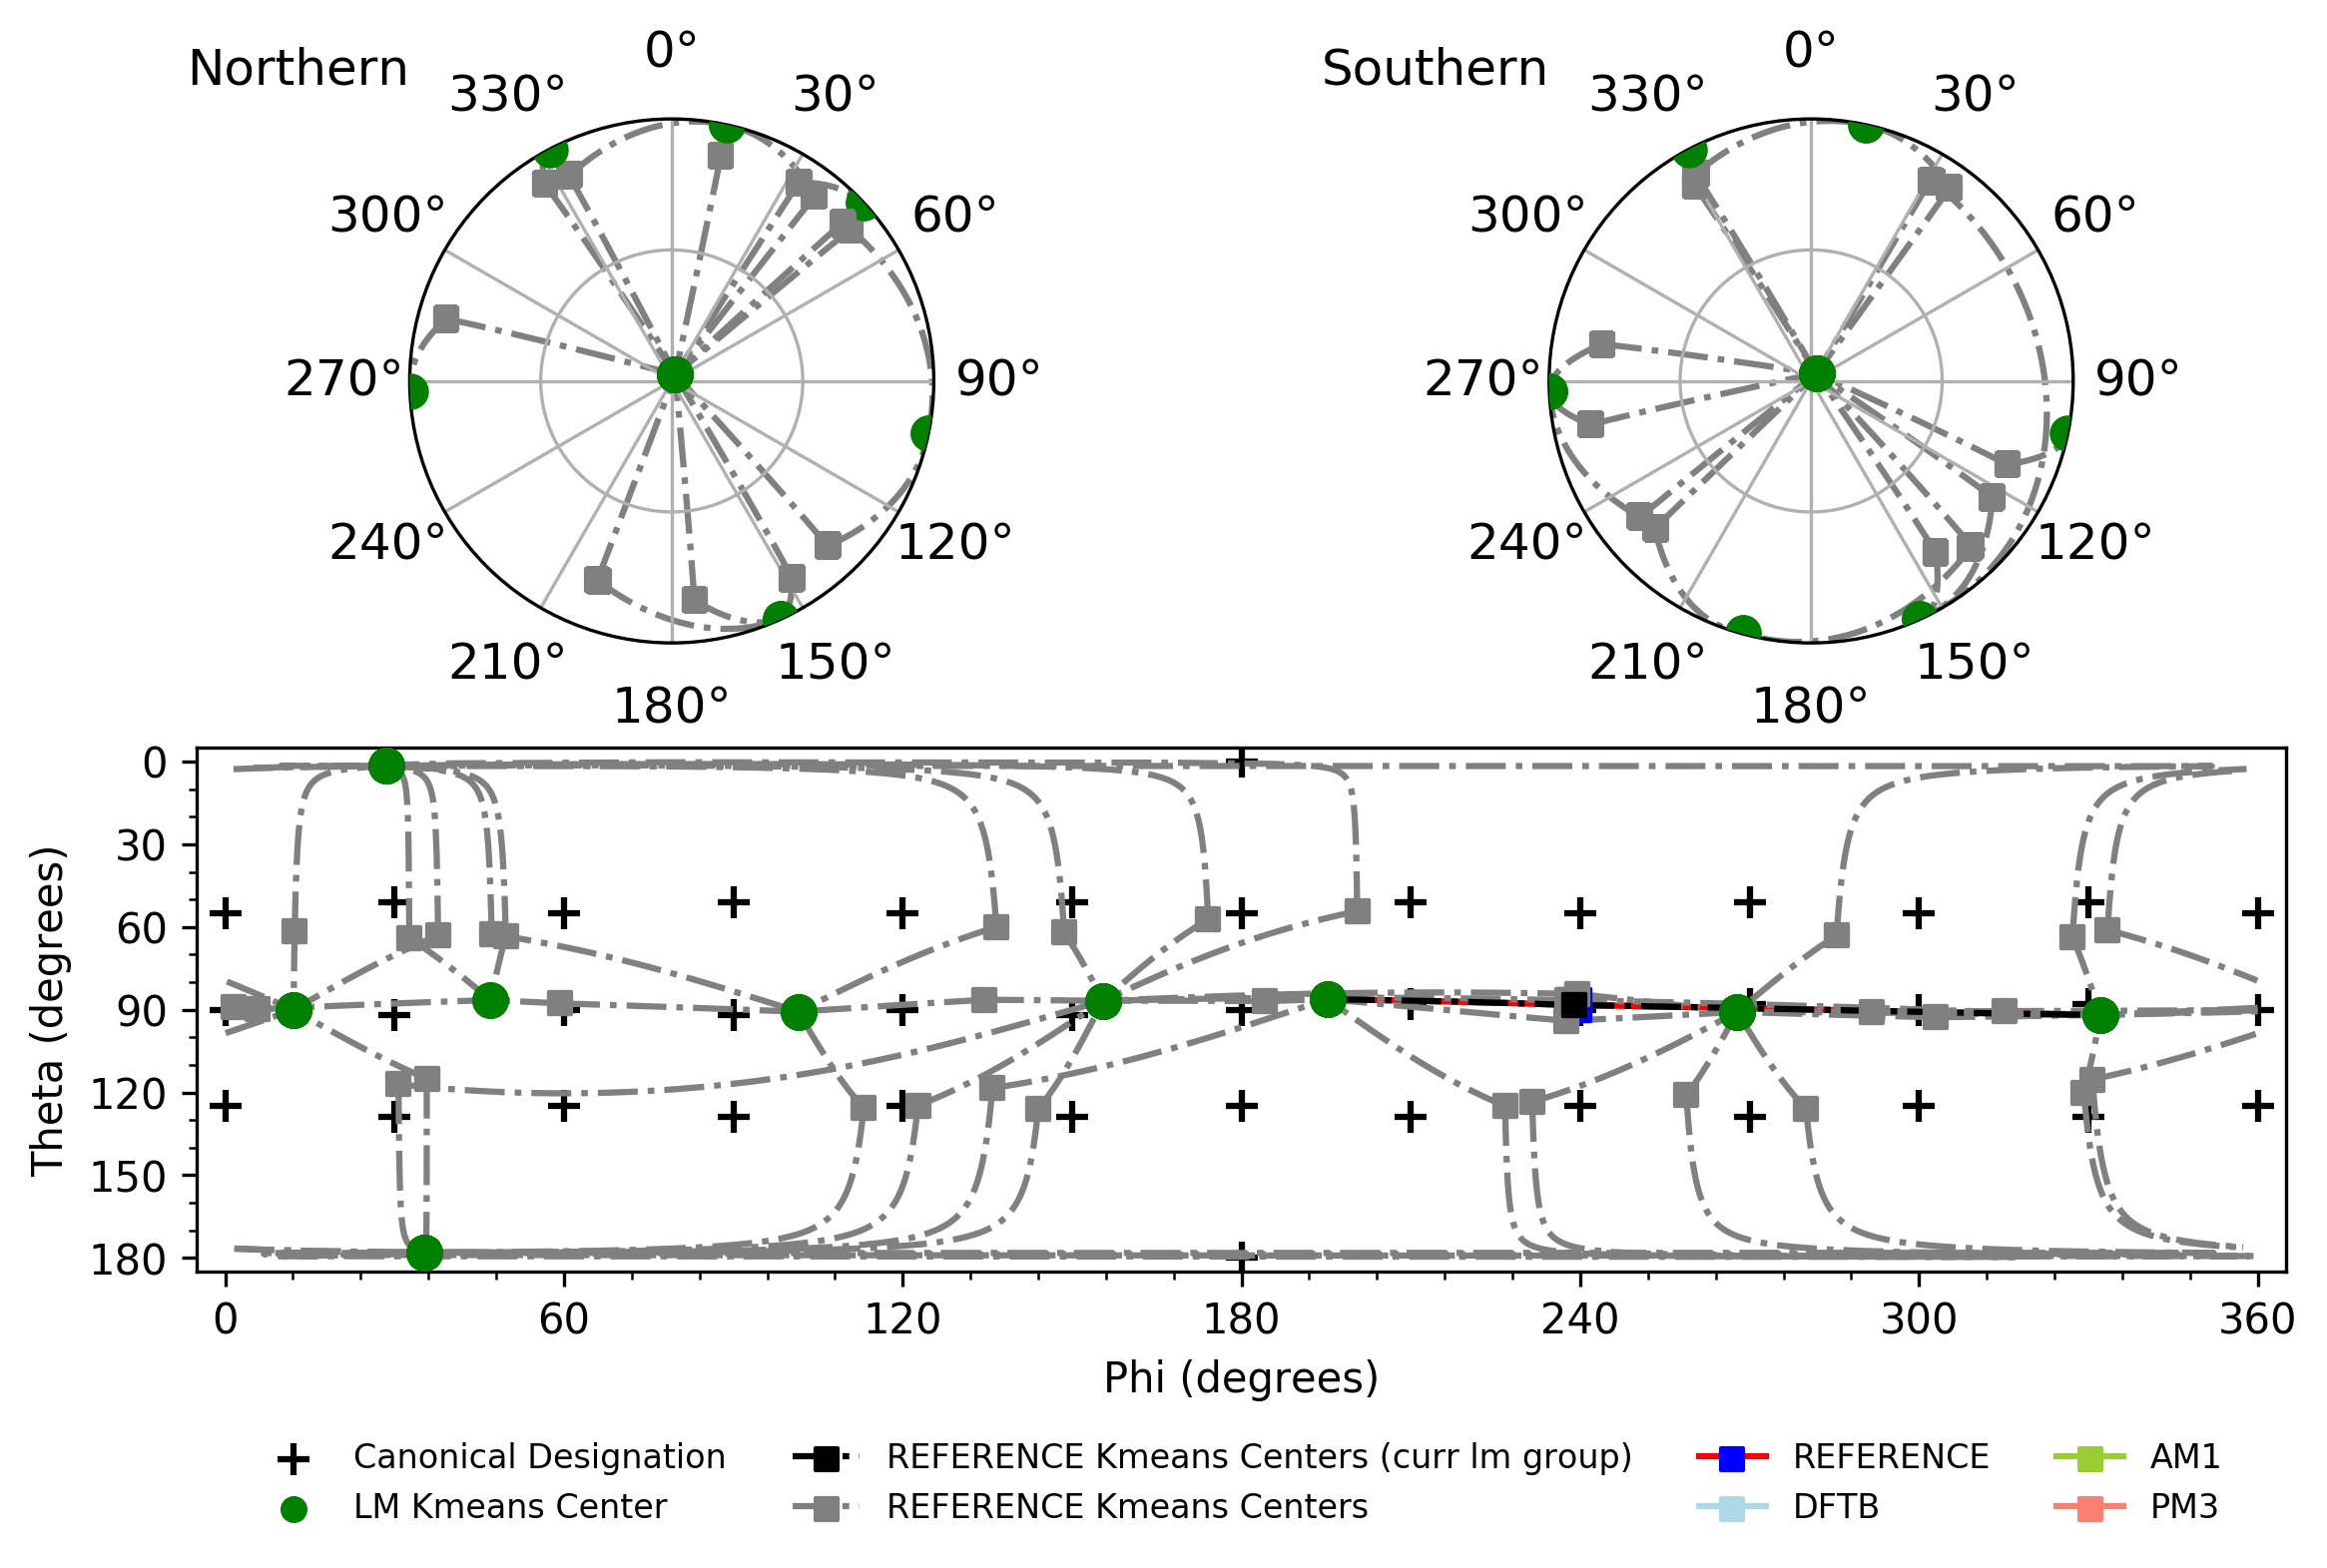 Northern
0°
30°
60°
90°
120°
150°
180°
210°
240°
270°
300°
330°
Southern
0°
30°
60°
90°
120°
150°
180°
210°
240°
270°
300°
330°
Theta (degrees)
0
30
60
90
120
150
180
0 60 120 180 240 300 360
Phi (degrees)
Canonical Designation
LM Kmeans Center
REFERENCE Kmeans Centers (curr lm group)
REFERENCE Kmeans Centers
REFERENCE
DFTB
AM1
PM3